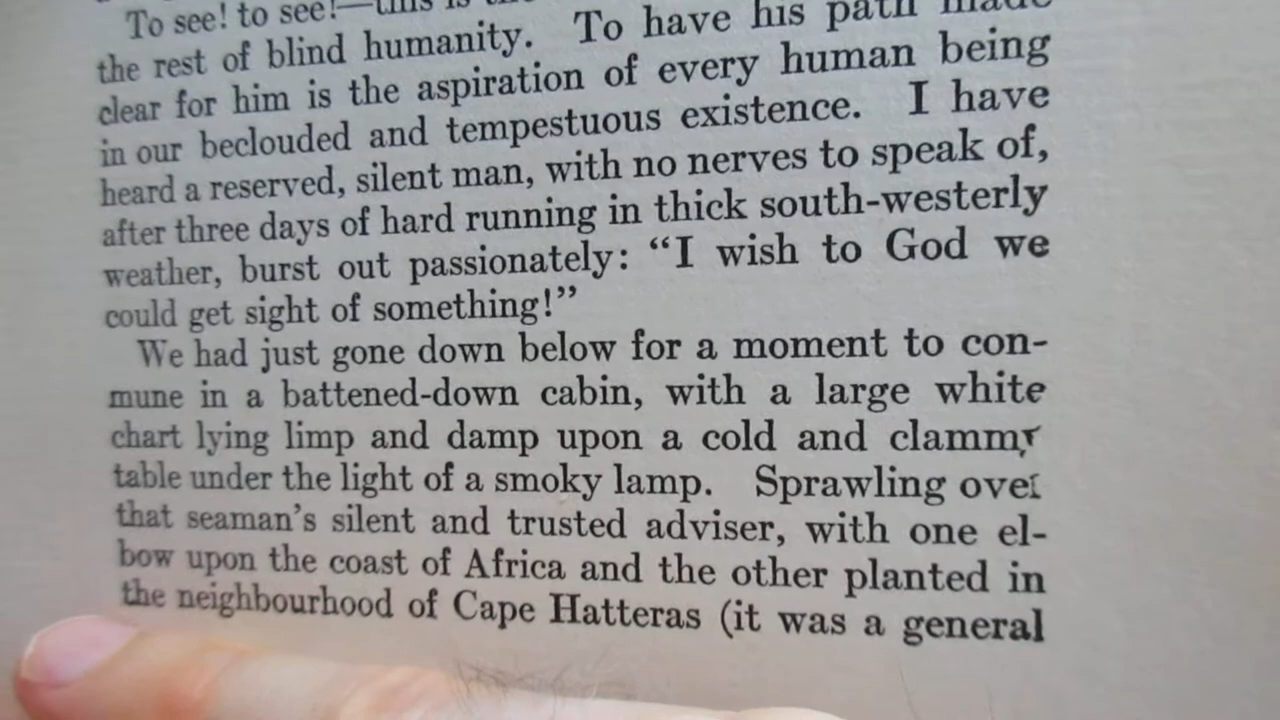 To see! to see!—this is the
the rest of blind humanity. To have his path made
clear for him is the aspiration of every human being
in our beclouded and tempestuous existence. I have
heard a reserved, silent man, with no nerves to speak of,
after three days of hard running in thick south-westerly
weather, burst out passionately: “I wish to God we
could get sight of something!”
We had just gone down below for a moment to con-
mune in a battened-down cabin, with a large white
chart lying limp and damp upon a cold and clammy
table under the light of a smoky lamp. Sprawling over
that seaman’s silent and trusted adviser, with one el-
bow upon the coast of Africa and the other planted in
the neighbourhood of Cape Hatteras (it was a general